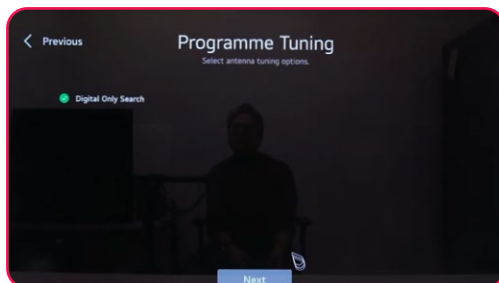 Previous
Programme Tuning
Select antenna tuning options.
Digital Only Search
Next